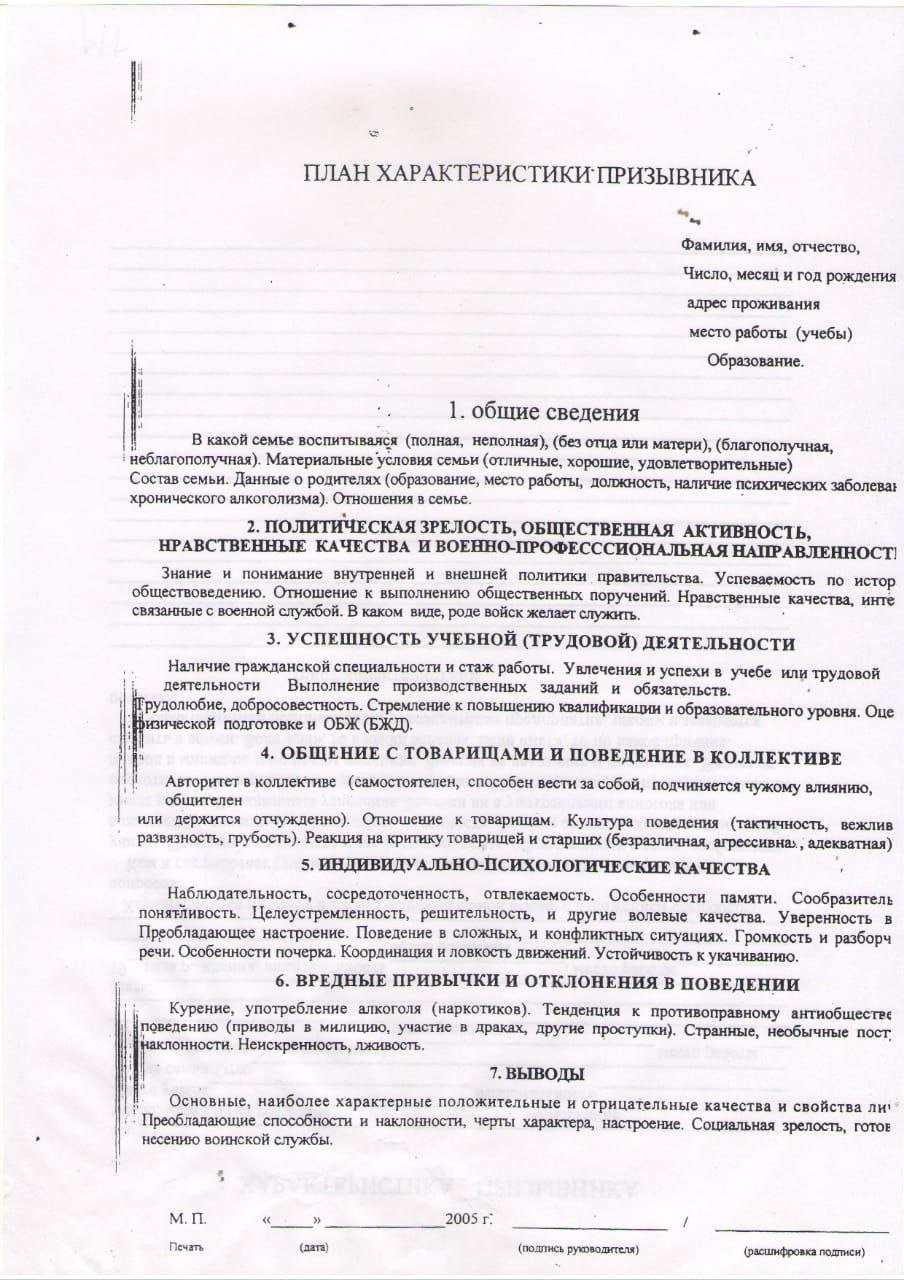 ПЛАН ХАРАКТЕРИСТИКИ ПРИЗЫВНИКА
Фамилия, имя, отчество,
Число, месяц и год рождения
адрес проживания
место работы (учебы)
Образование.
1. общие сведения
В какой семье воспитывался (полная, неполная), (без отца или матери), (благополучная,
неблагополучная). Материальные условия семьи (отличные, хорошие, удовлетворительные)
Состав семьи. Данные о родителях (образование, место работы, должность, наличие психических заболеван
хронического алкоголизма). Отношения в семье.
2. ПОЛИТИЧЕСКАЯ ЗРЕЛОСТЬ, ОБЩЕСТВЕННАЯ АКТИВНОСТЬ,
НРАВСТВЕННЫЕ КАЧЕСТВА И ВОЕННО-ПРОФЕСССИОНАЛЬНАЯ НАПРАВЛЕННОСТ
Знание и понимание внутренней и внешней политики правительства. Успеваемость по истор
обществоведению. Отношение к выполнению общественных поручений. Нравственные качества, инте
связанные с военной службой. В каком виде, роде войск желает служить.
3. УСПЕШНОСТЬ УЧЕБНОЙ (ТРУДОВОЙ) ДЕЯТЕЛЬНОСТИ
Наличие гражданской специальности и стаж работы. Увлечения и успехи в учебе или трудовой
деятельности Выполнение производственных заданий и обязательств.
Трудолюбие, добросовестность. Стремление к повышению квалификации и образовательного уровня. Оце
физической подготовке и ОБЖ (БЖД).
4. ОБЩЕНИЕ С ТОВАРИЩАМИ И ПОВЕДЕНИЕ В КОЛЛЕКТИВЕ
Авторитет в коллективе (самостоятелен, способен вести за собой, подчиняется чужому влиянию,
общителен
или держится отчужденно). Отношение к товарищам. Культура поведения (тактичность, вежлив
развязность, грубость). Реакция на критику товарищей и старших (безразличная, агрессивна, , адекватная)
5. ИНДИВИДУАЛЬНО-ПСИХОЛОГИЧЕСКИЕ КАЧЕСТВА
Наблюдательность, сосредоточенность, отвлекаемость. Особенности памяти. Сообразитель
понятливость. Целеустремленность, решительность, и другие волевые качества. Уверенность в
Преобладающее настроение. Поведение в сложных, и конфликтных ситуациях. Громкость и разборч
речи. Особенности почерка. Координация и ловкость движений. Устойчивость к укачиванию.
6. ВРЕДНЫЕ ПРИВЫЧКИ И ОТКЛОНЕНИЯ В ПОВЕДЕНИИ
Курение, употребление алкоголя (наркотиков). Тенденция к противоправному антиобществе
поведению (приводы в милицию, участие в драках, другие проступки). Странные, необычные пост
наклонности. Неискренность, лживость.
7. ВЫВОДЫ
Основные, наиболее характерные положительные и отрицательные качества и свойства ли
Преобладающие способности и наклонности, черты характера, настроение. Социальная зрелость, готов
несению воинской службы.
М. П. «_____» ______________2005 г. ____________________ / ______________________
Печать (дата) (подпись руководителя) (расшифровка подписи)